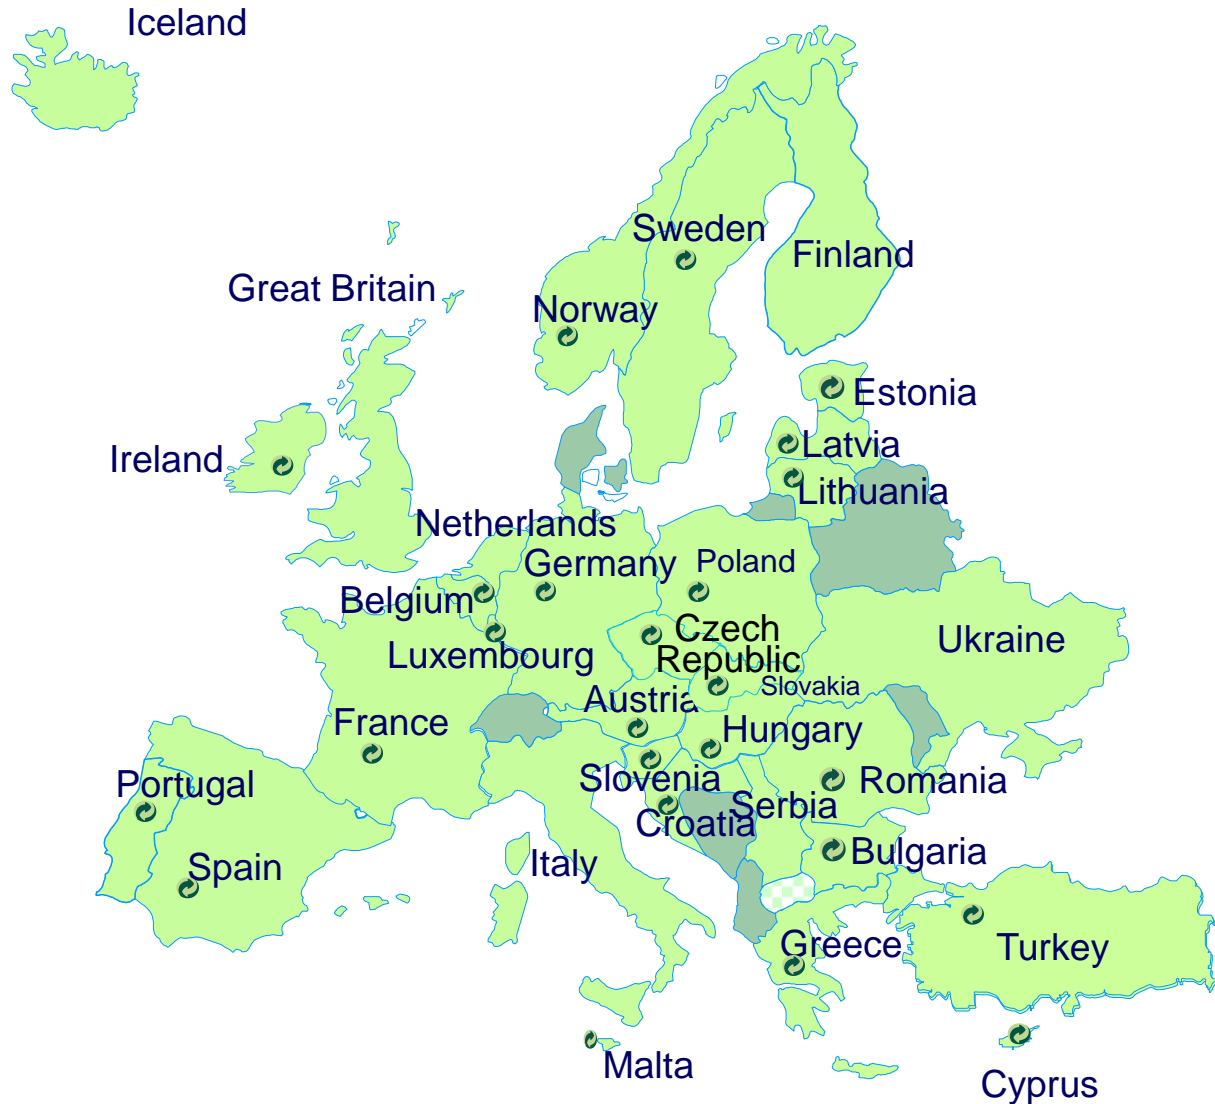 Iceland
Sweden
Finland
Great Britain
Norway
Estonia
Latvia
Ireland
Lithuania
Netherlands
Germany
Poland
Belgium
Czech
Republic
Ukraine
Luxembourg
Slovakia
Austria
France
Hungary
Slovenia
Romania
Portugal
Serbia
Croatia
Bulgaria
Italy
Spain
Greece
Turkey
Malta
Cyprus